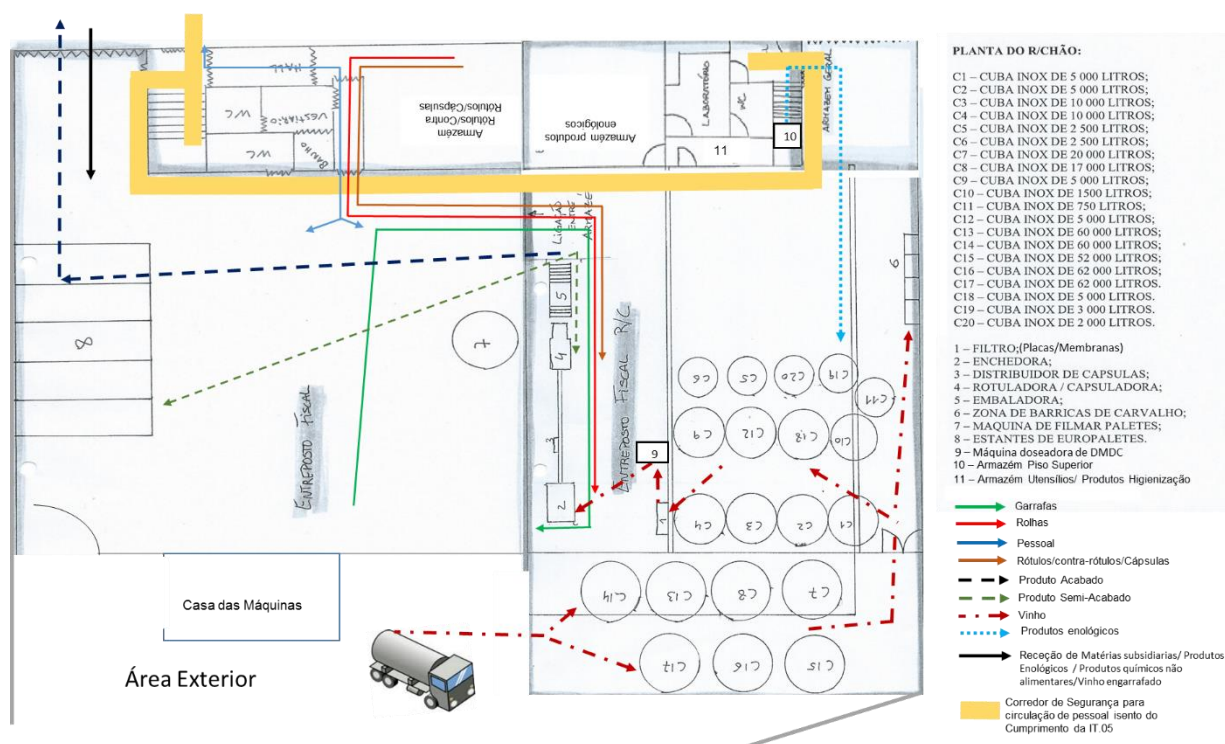 HALL
WC
VESTIARIO
WC
BANHO
Armazém
Rótulos/Contra
Rótulos/Cápsulas
Armazém produtos
enológicos
LABORATÓRIO
WC
11
10
ARMAZEM GERAL
LIGAÇÃO
ENTRE
ARMAZE
8
7
5
4
3
2
9
1
6
ENTREPOSTO FISCAL
ENTREPOSTO FISCAL R/C
C6
C5
C20
C19
C11
C9
C12
C18
C10
C4
C3
C2
C1
C14
C13
C8
C7
C17
C16
C15
Casa das Máquinas
Área Exterior
PLANTA DO R/CHÃO:
C1 – CUBA INOX DE 5 000 LITROS;
C2 – CUBA INOX DE 5 000 LITROS;
C3 – CUBA INOX DE 10 000 LITROS;
C4 – CUBA INOX DE 10 000 LITROS;
C5 – CUBA INOX DE 2 500 LITROS;
C6 – CUBA INOX DE 2 500 LITROS;
C7 – CUBA INOX DE 20 000 LITROS;
C8 – CUBA INOX DE 17 000 LITROS;
C9 – CUBA INOX DE 5 000 LITROS;
C10 – CUBA INOX DE 1500 LITROS;
C11 – CUBA INOX DE 750 LITROS;
C12 – CUBA INOX DE 5 000 LITROS;
C13 – CUBA INOX DE 60 000 LITROS;
C14 – CUBA INOX DE 60 000 LITROS;
C15 – CUBA INOX DE 52 000 LITROS;
C16 – CUBA INOX DE 62 000 LITROS;
C17 – CUBA INOX DE 62 000 LITROS.
C18 – CUBA INOX DE 5 000 LITROS.
C19 – CUBA INOX DE 3 000 LITROS.
C20 – CUBA INOX DE 2 000 LITROS.
1 – FILTRO;(Placas/Membranas)
2 – ENCHEDORA;
3 – DISTRIBUIDOR DE CAPSULAS;
4 – ROTULADORA / CAPSULADORA;
5 – EMBALADORA;
6 – ZONA DE BARRICAS DE CARVALHO;
7 – MAQUINA DE FILMAR PALETES;
8 – ESTANTES DE EUROPALETES.
9 – Máquina doseadora de DMDC
10 – Armazém Piso Superior
11 – Armazém Utensílios/ Produtos Higienização
Garrafas
Rolhas
Pessoal
Rótulos/contra-rótulos/Cápsulas
Produto Acabado
Produto Semi-Acabado
Vinho
Produtos enológicos
Receção de Matérias subsidiarias/ Produtos
Enológicos / Produtos químicos não
alimentares/Vinho engarrafado
Corredor de Segurança para
circulação de pessoal isento do
Cumprimento da IT.05